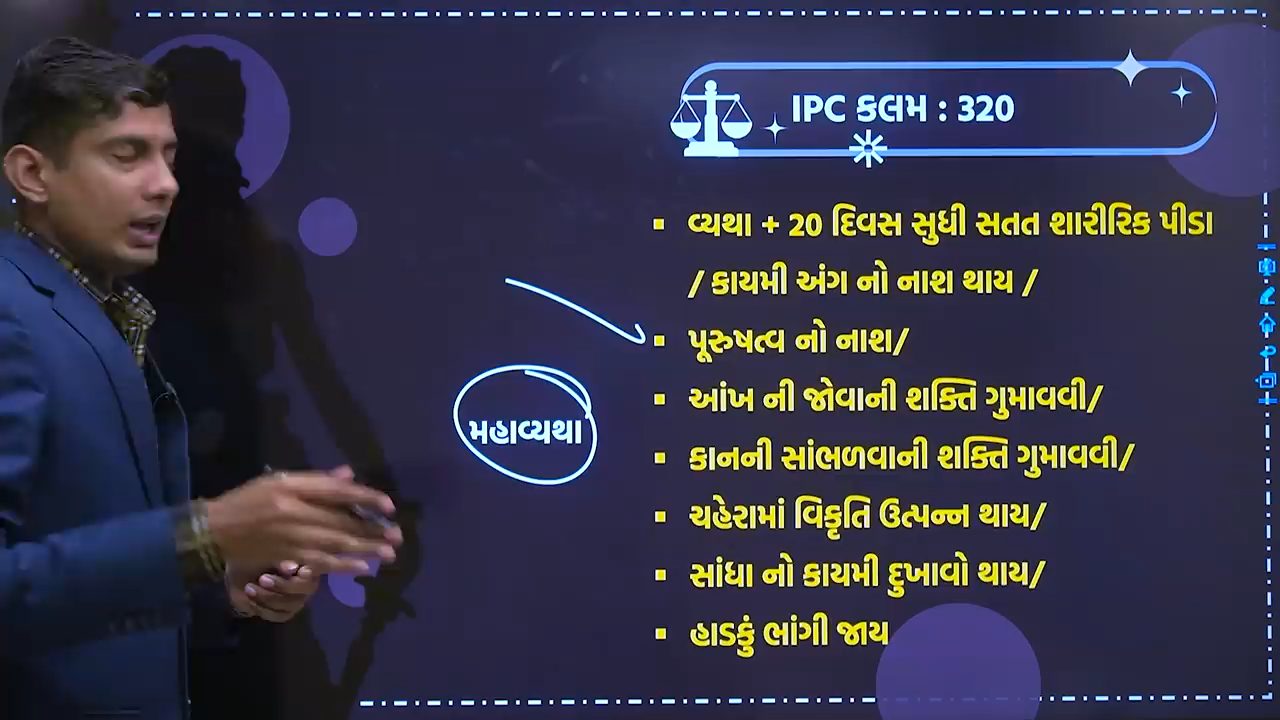 IPC કલમ : 320
વ્યથા + 20 દિવસ સુધી સતત શારીરિક પીડા
/ કાયમી અંગ નો નાશ થાય /
પૂરુષત્વ નો નાશ/
આંખ ની જોવાની શક્તિ ગુમાવવી/
મહાવ્યથા
કાનની સાંભળવાની શક્તિ ગુમાવવી/
ચહેરામાં વિકૃતિ ઉત્પન્ન થાય/
સાંધા નો કાયમી દુખાવો થાય/
હાડકું ભાંગી જાય